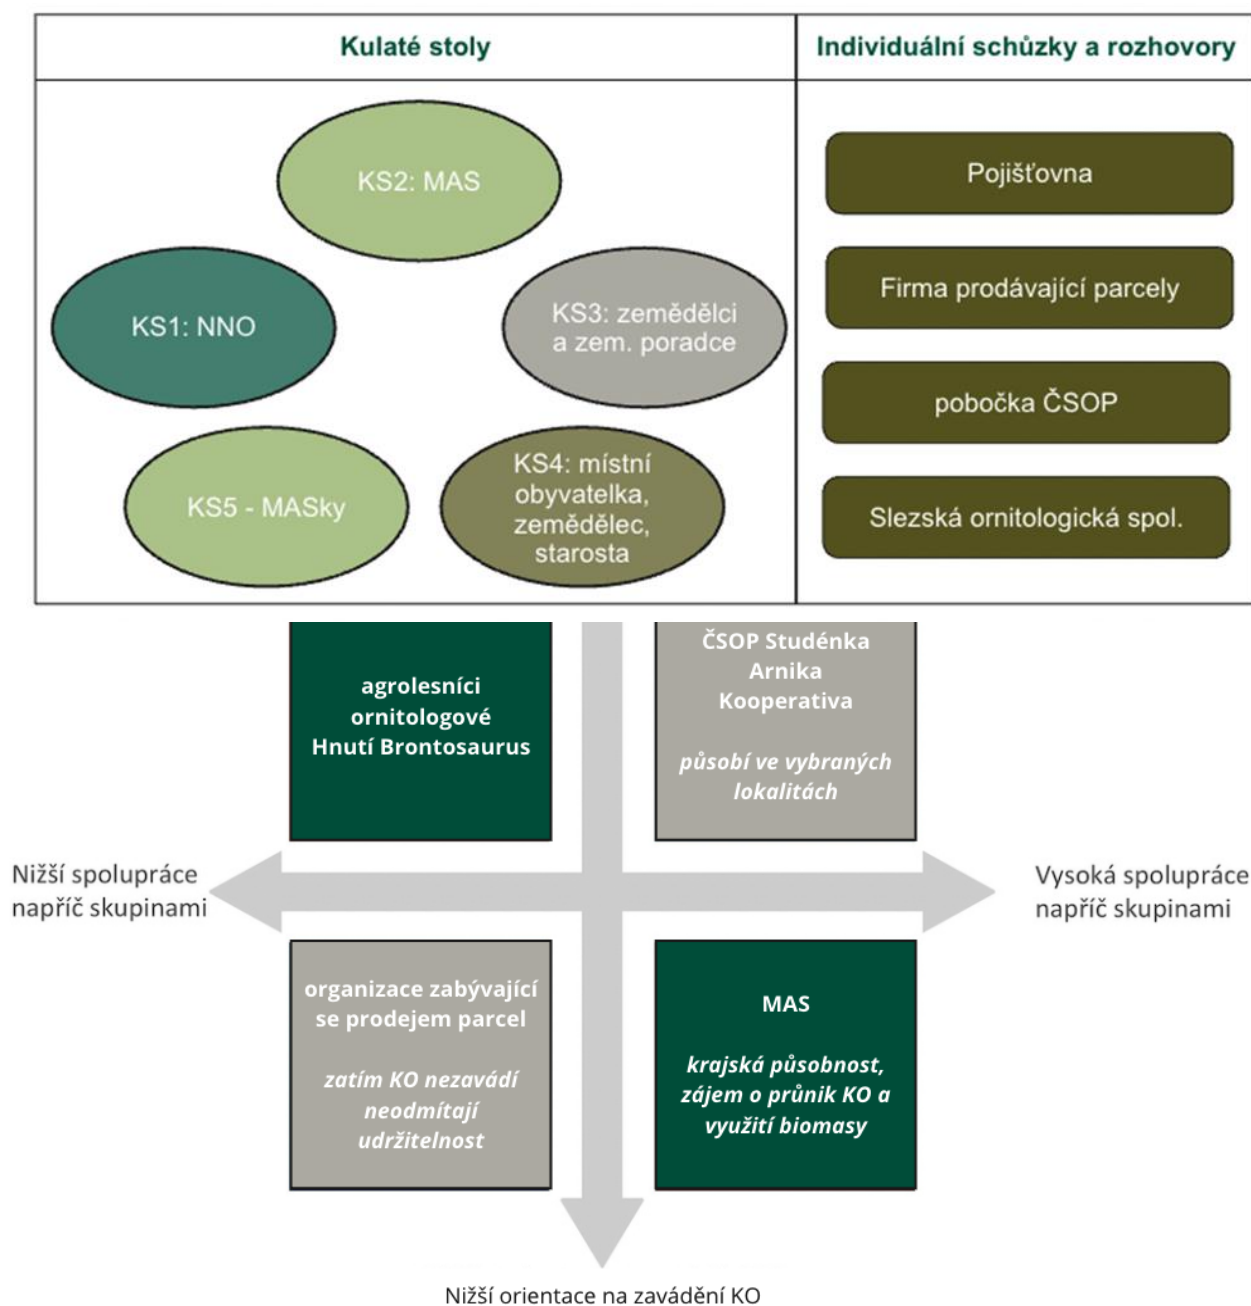 Kulaté stoly
Individuální schůzky a rozhovory
KS2: MAS
KS1: NNO
KS3: zemědělci
a zem. poradce
KS5 - MASky
KS4: místní
obyvatelka,
zemědělec,
starosta
Pojišťovna
Firma prodávající parcely
pobočka ČSOP
Slezská ornitologická spol.
agrolesníci
ornitologové
Hnutí Brontosaurus
ČSOP Studénka
Arnika
Kooperativa
působí ve vybraných
lokalitách
Nižší spolupráce
napříč skupinami
Vysoká spolupráce
napříč skupinami
organizace zabývající
se prodejem parcel
zatím KO nezavádí
neodmítají
udržitelnost
MAS
krajská působnost,
zájem o průnik KO a
využití biomasy
Nižší orientace na zavádění KO